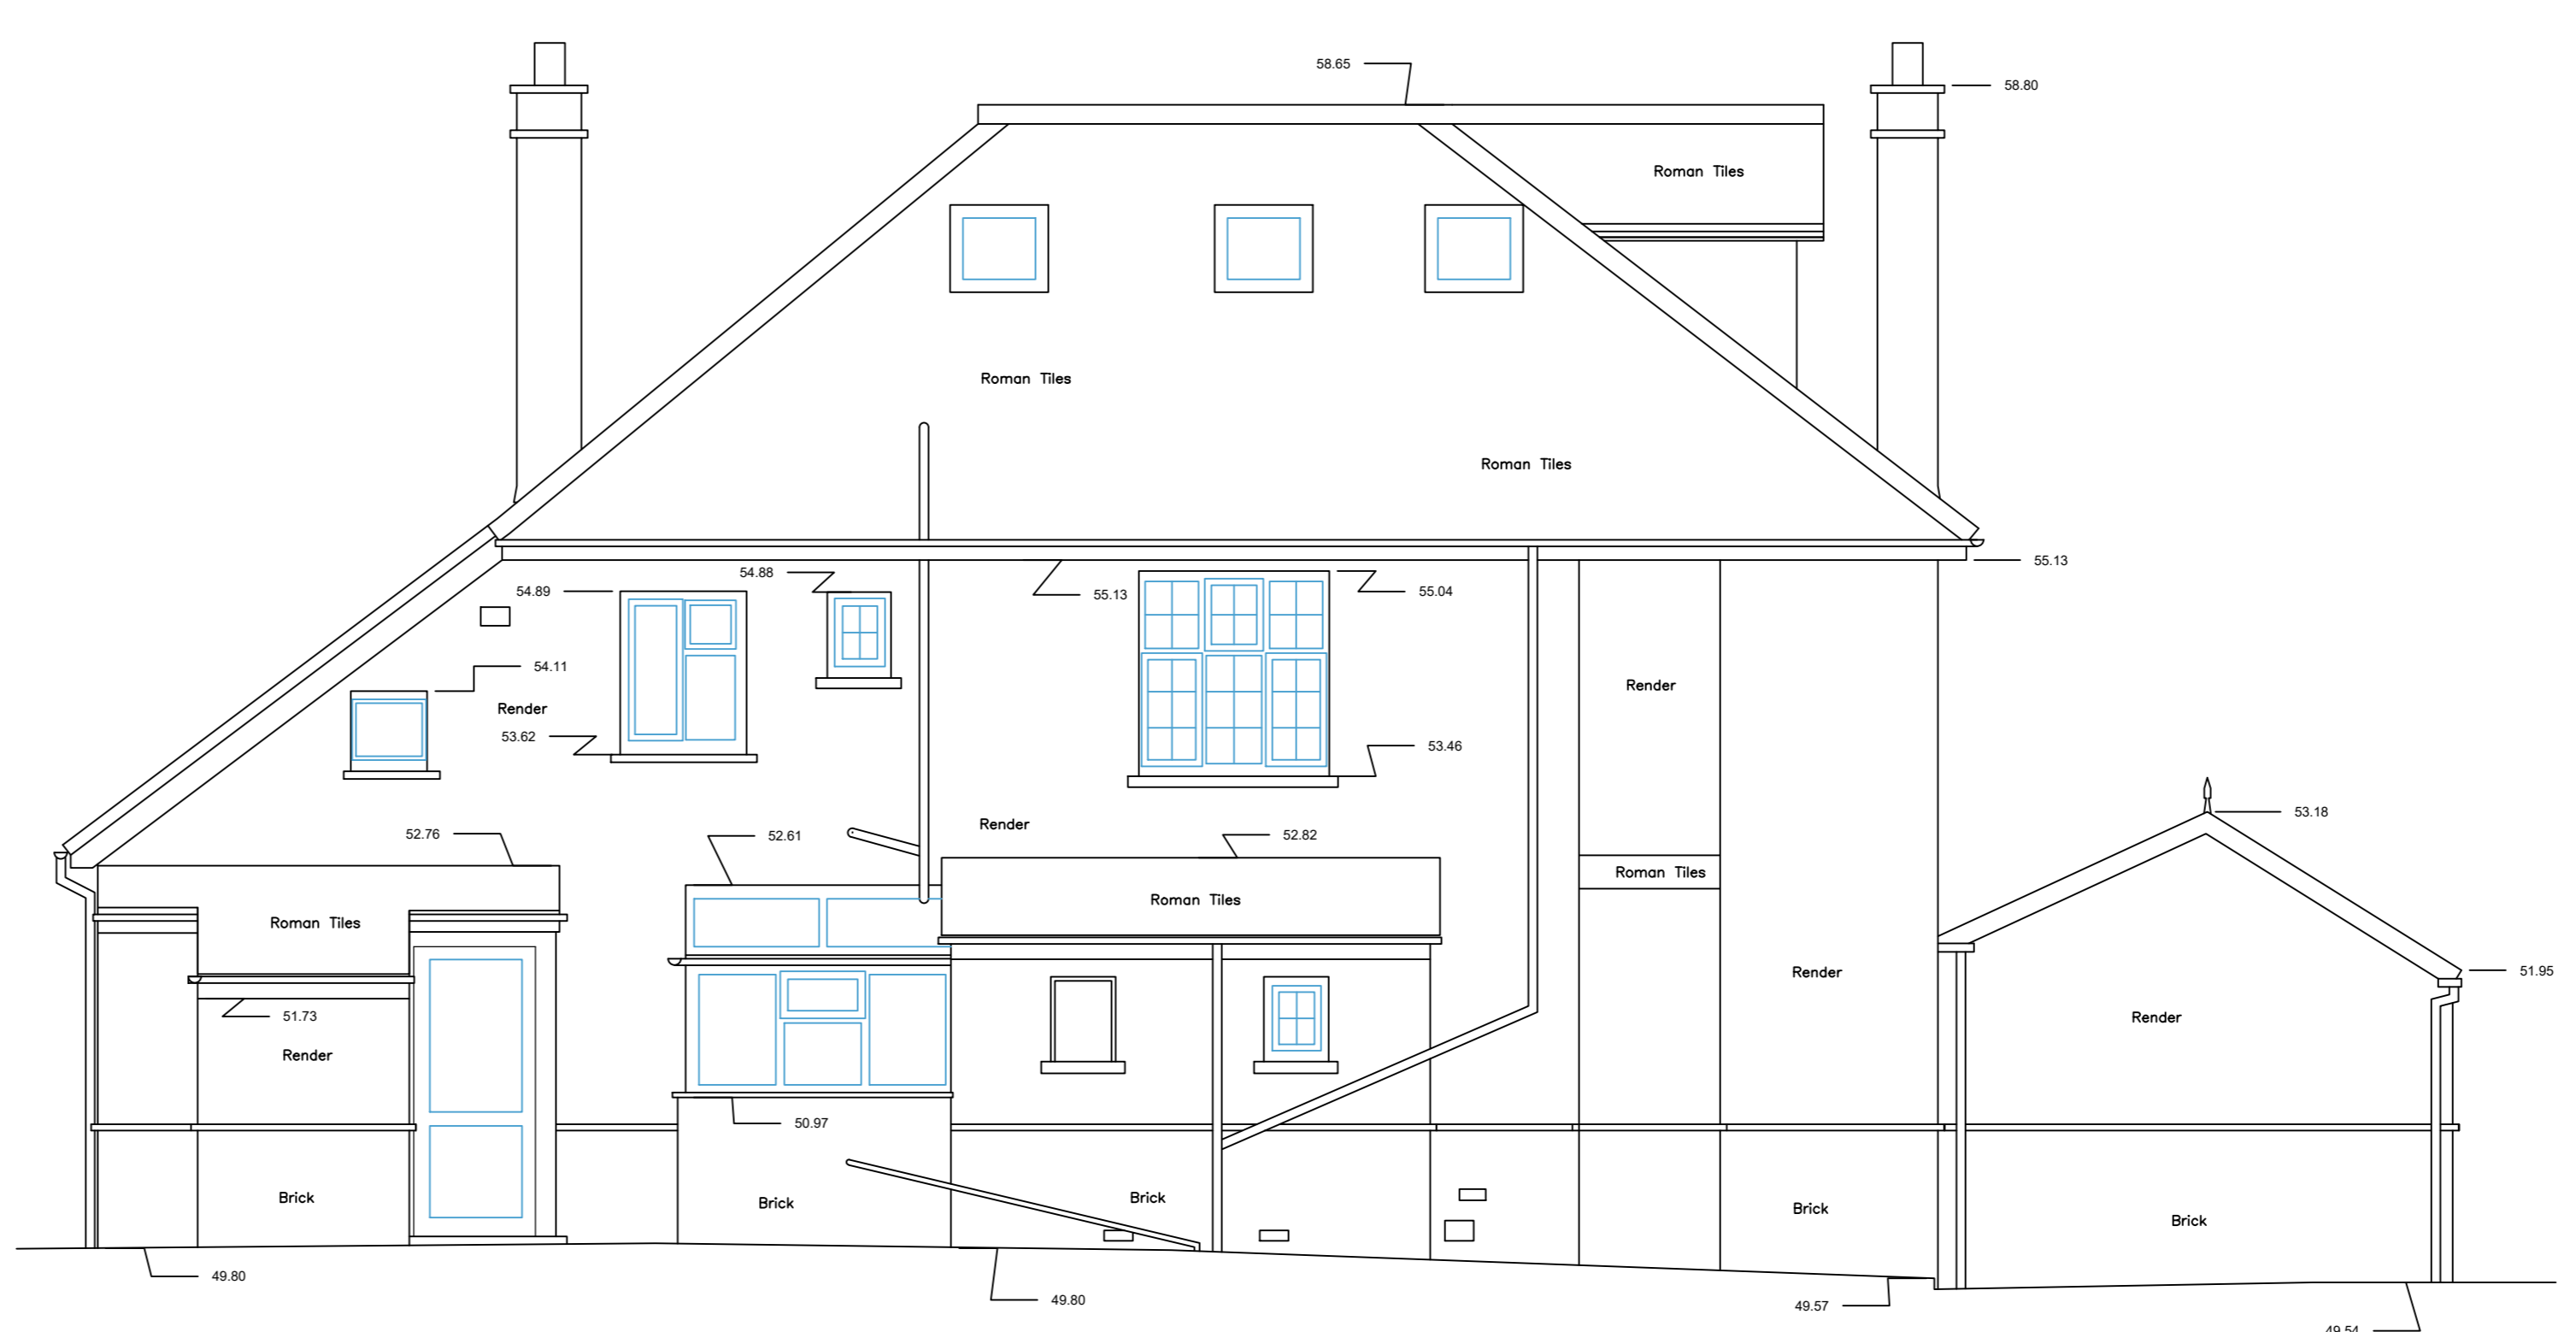 58.65
58.80
Roman Tiles
Roman Tiles
Roman Tiles
55.13
54.88
54.89
55.13
55.04
54.11
Render
Render
53.62
53.46
53.18
Render
52.76
52.61
52.82
Roman Tiles
Roman Tiles
Roman Tiles
51.95
Render
51.73
Render
Render
50.97
Brick
Brick
Brick
Brick
Brick
49.80
49.80
49.57
49.54